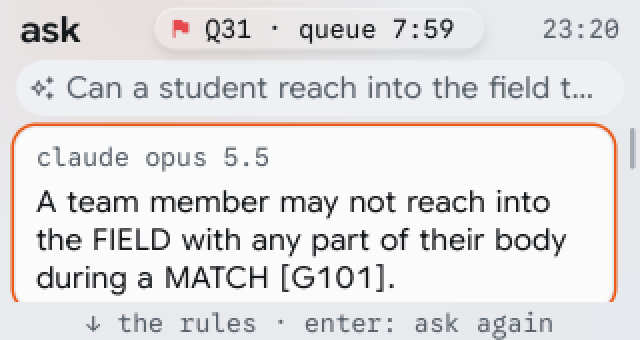 ask
Q31 · queue 7:59
23:20
Can a student reach into the field t...
claude opus 5.5
A team member may not reach into
the FIELD with any part of their body
during a MATCH [G101].
↓ the rules · enter: ask again